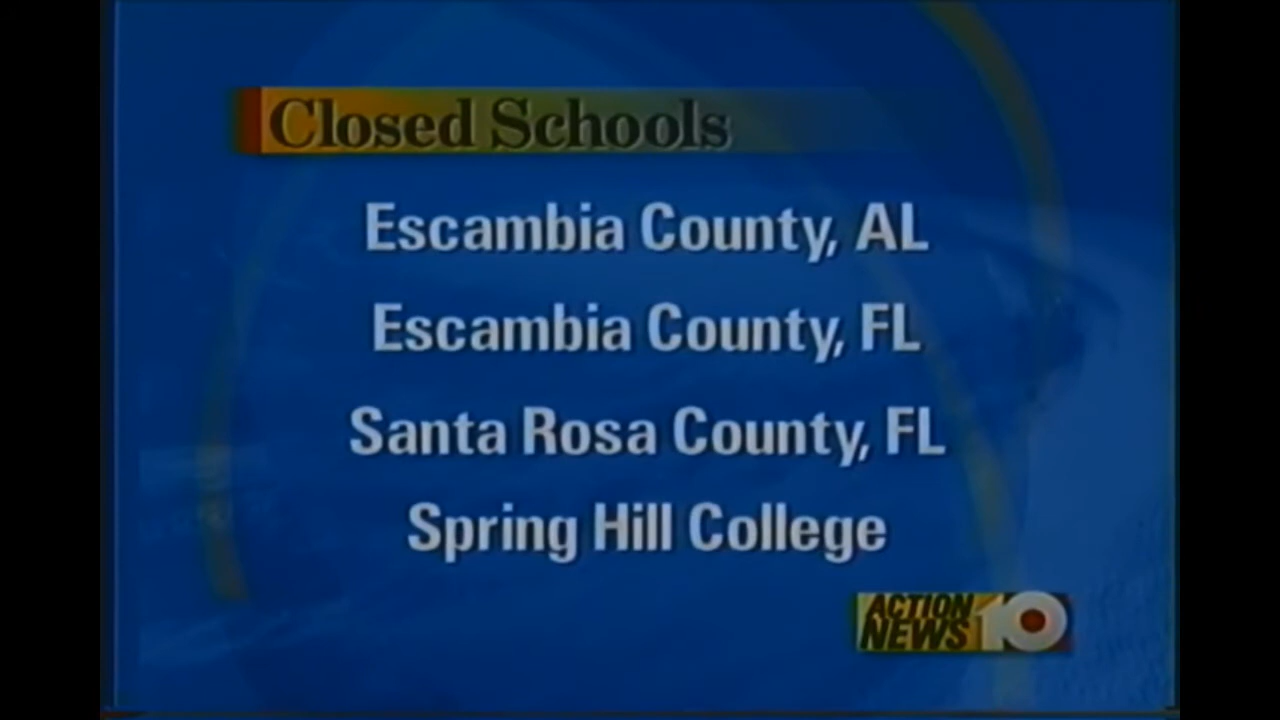 Closed Schools
Escambia County, AL
Escambia County, FL
Santa Rosa County, FL
Spring Hill College
ACTION
NEWS 10